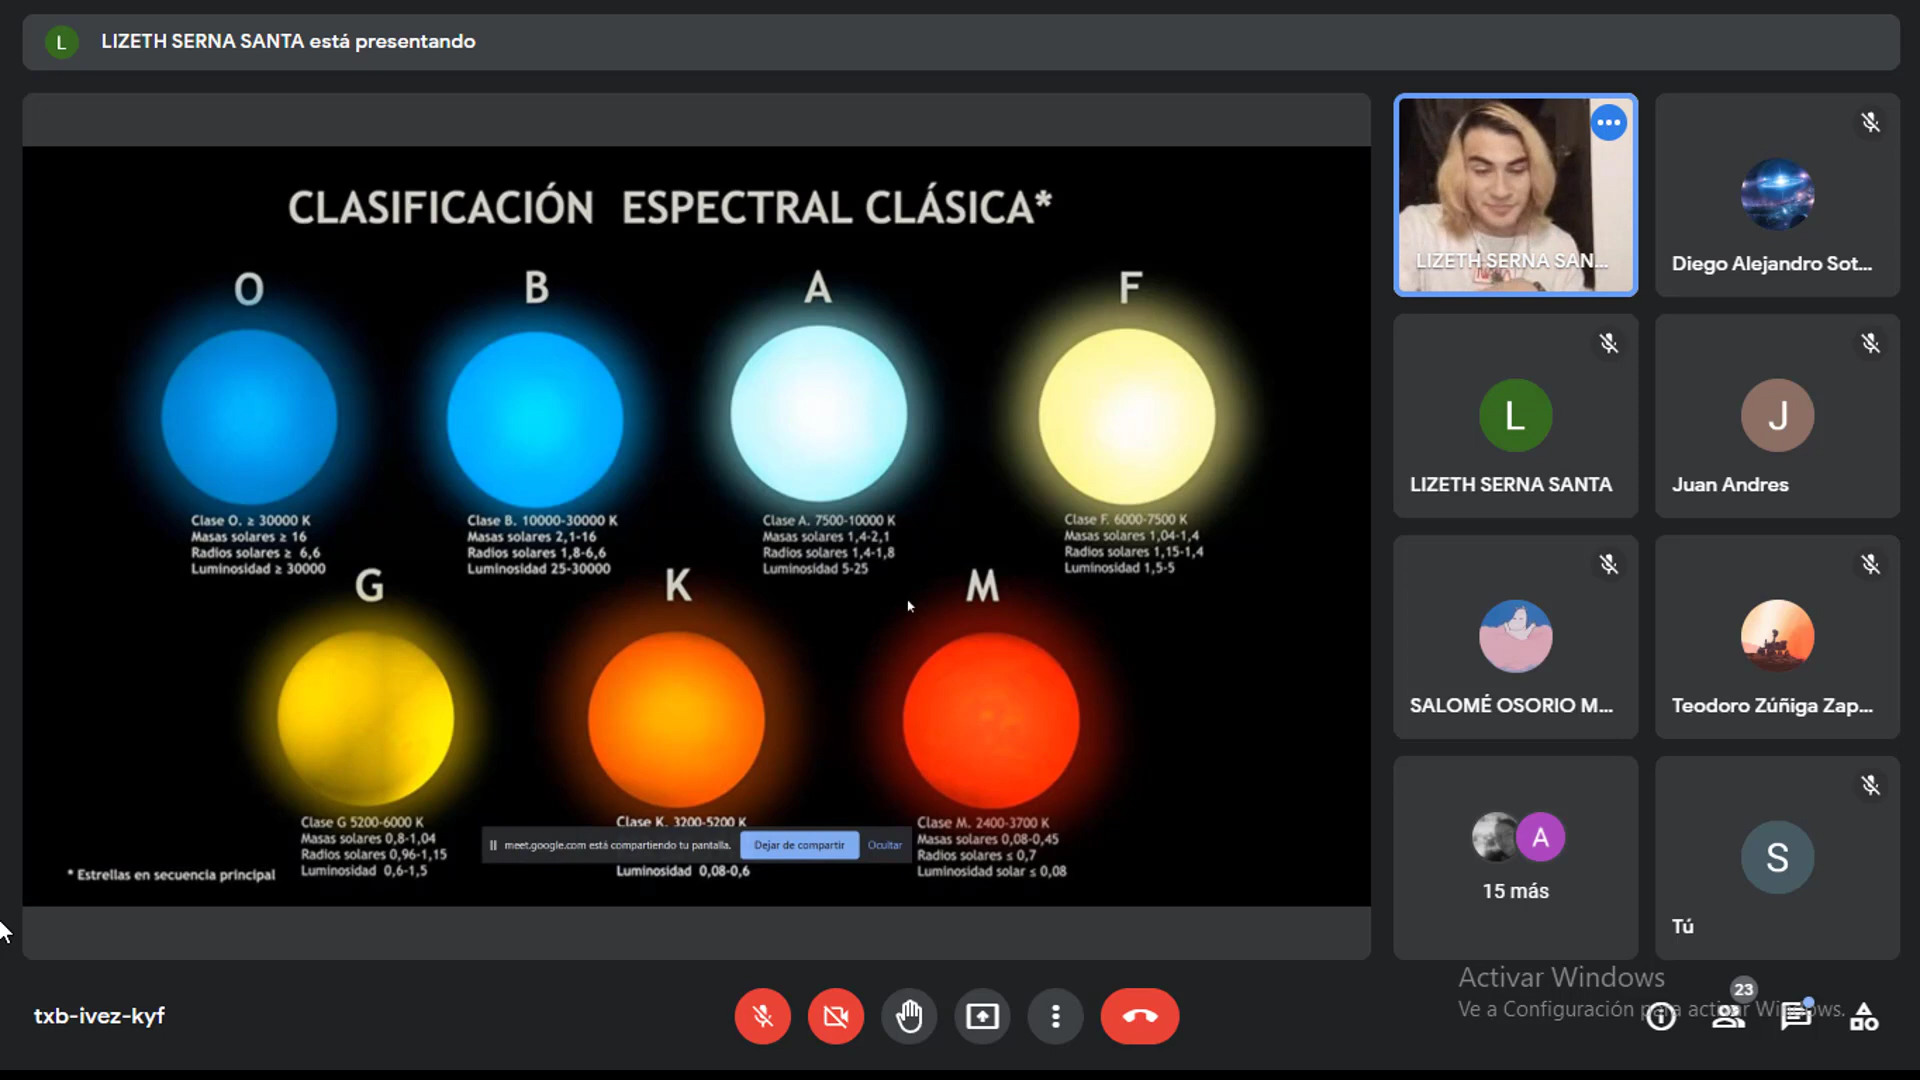 L LIZETH SERNA SANTA está presentando
CLASIFICACIÓN ESPECTRAL CLÁSICA*
O B A F
Clase O. ≥ 30000 K
Masas solares ≥ 16
Radios solares ≥ 6,6
Luminosidad ≥ 30000
Clase B. 10000-30000 K
Masas solares 2,1-16
Radios solares 1,8-6,6
Luminosidad 25-30000
Clase A. 7500-10000 K
Masas solares 1,4-2,1
Radios solares 1,4-1,8
Luminosidad 5-25
Clase F. 6000-7500 K
Masas solares 1,04-1,4
Radios solares 1,15-1,4
Luminosidad 1,5-5
G K M
Clase G 5200-6000 K
Masas solares 0,8-1,04
Radios solares 0,96-1,15
Luminosidad 0,6-1,5
Clase K. 3200-5200 K
Luminosidad 0,08-0,6
Clase M. 2400-3700 K
Masas solares 0,08-0,45
Radios solares ≤ 0,7
Luminosidad solar ≤ 0,08
meet.google.com está compartiendo tu pantalla.
Dejar de compartir
Ocultar
* Estrellas en secuencia principal
LIZETH SERNA SAN...
Diego Alejandro Sot...
L
LIZETH SERNA SANTA
J
Juan Andres
SALOMÉ OSORIO M...
Teodoro Zúñiga Zap...
A
15 más
S
Tú
Activar Windows
Ve a Configuración para activar Windows.
23
txb-ivez-kyf